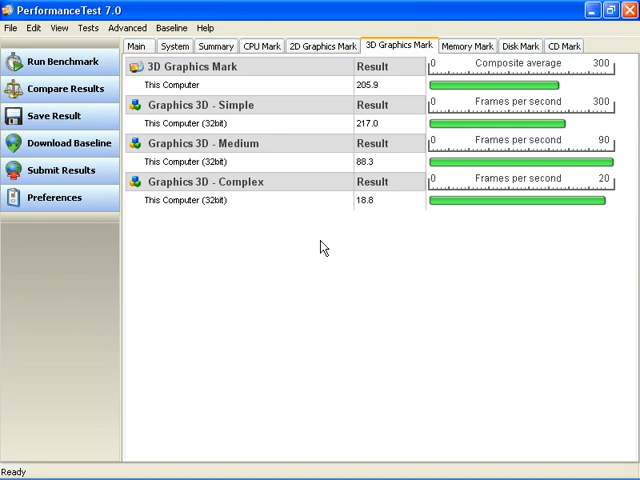 PerformanceTest 7.0
File Edit View Tests Advanced Baseline Help
Run Benchmark
Compare Results
Save Result
Download Baseline
Submit Results
Preferences
Main System Summary CPU Mark 2D Graphics Mark 3D Graphics Mark Memory Mark Disk Mark CD Mark
3D Graphics Mark Result 0 Composite average 300
This Computer 205.9
Graphics 3D - Simple Result 0 Frames per second 300
This Computer (32bit) 217.0
Graphics 3D - Medium Result 0 Frames per second 90
This Computer (32bit) 88.3
Graphics 3D - Complex Result 0 Frames per second 20
This Computer (32bit) 18.8
Ready